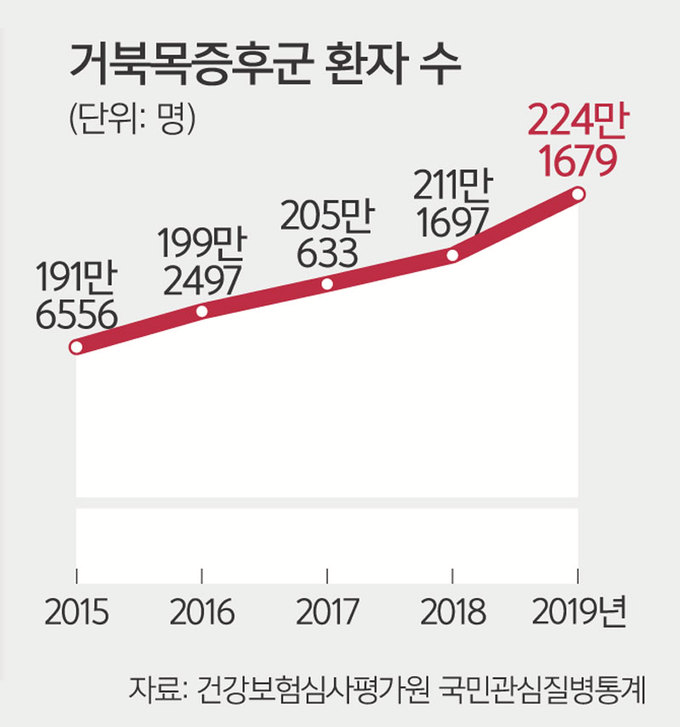 거북목증후군 환자 수
(단위: 명)
191만
6556
199만
2497
205만
633
211만
1697
224만
1679
2015
2016
2017
2018
2019년
자료: 건강보험심사평가원 국민관심질병통계